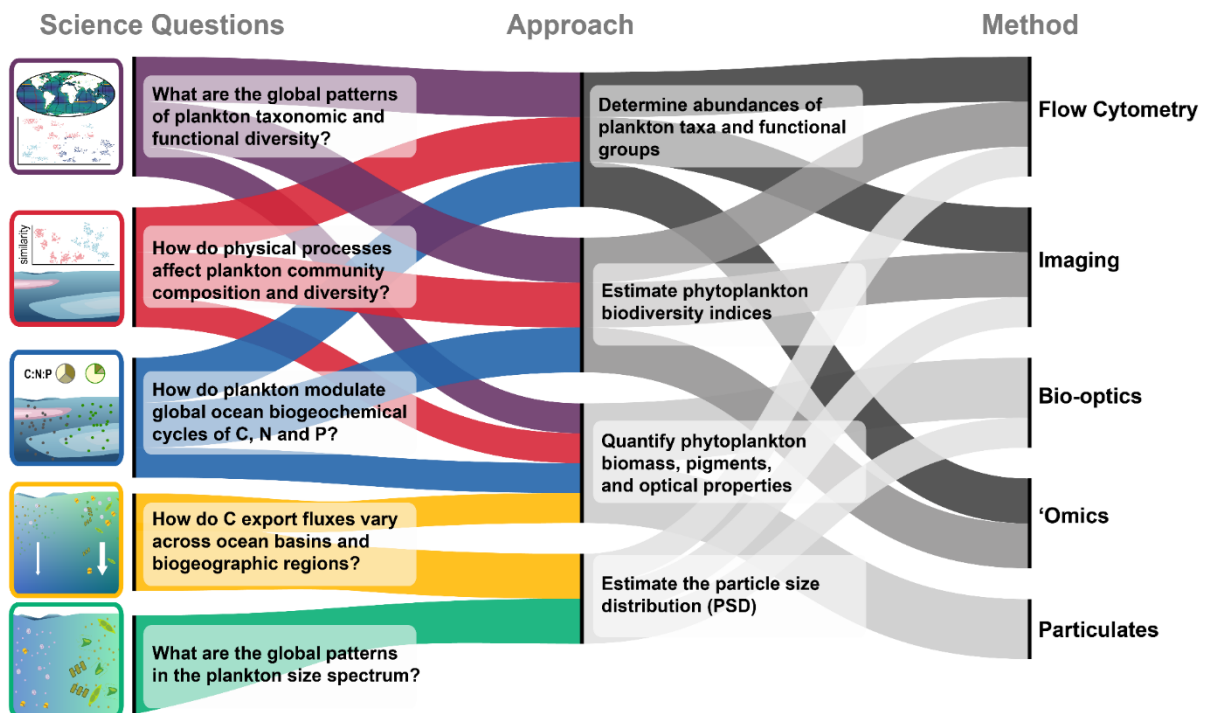 Science Questions
Approach
Method
What are the global patterns
of plankton taxonomic and
functional diversity?
similarity
How do physical processes
affect plankton community
composition and diversity?
C:N:P
How do plankton modulate
global ocean biogeochemical
cycles of C, N and P?
How do C export fluxes vary
across ocean basins and
biogeographic regions?
What are the global patterns
in the plankton size spectrum?
Determine abundances of
plankton taxa and functional
groups
Estimate phytoplankton
biodiversity indices
Quantify phytoplankton
biomass, pigments,
and optical properties
Estimate the particle size
distribution (PSD)
Flow Cytometry
Imaging
Bio-optics
‘Omics
Particulates